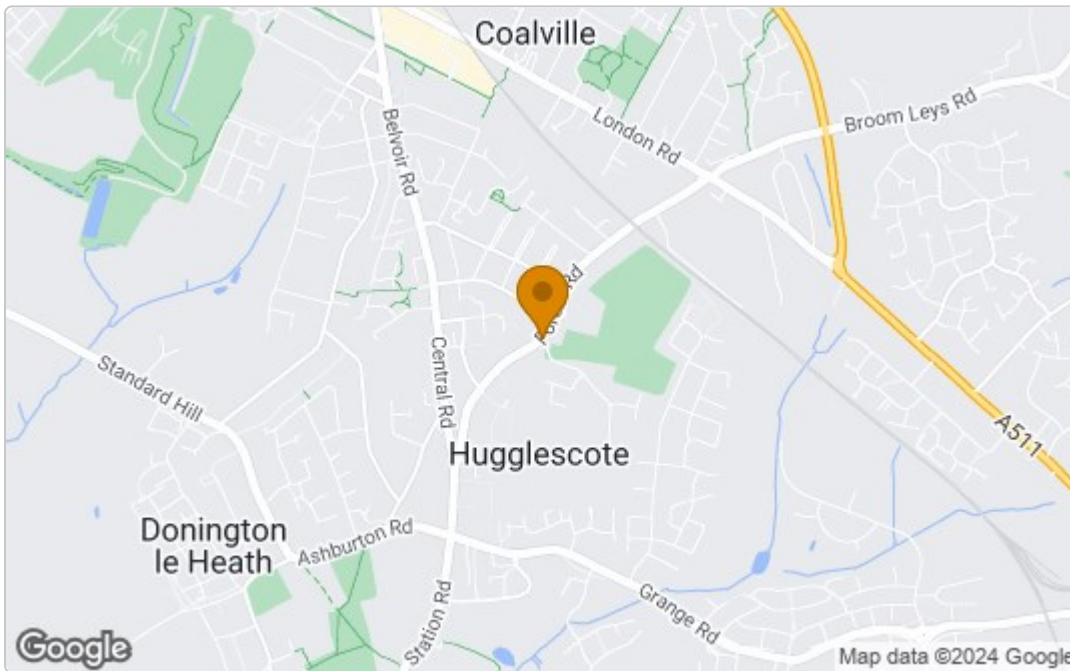 Coalville
Broom Leys Rd
London Rd
Belvoir Rd
Rd
Central Rd
Standard Hill
A511
Hugglescote
Donington
le Heath
Ashburton Rd
Station Rd
Grange Rd
Google
Map data ©2024 Google